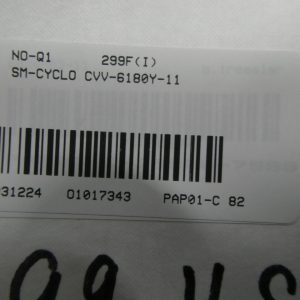 NO-Q1 299F(I)
SM-CYCLO CVV-6180Y-11
31224 01017343 PAP01-C 82